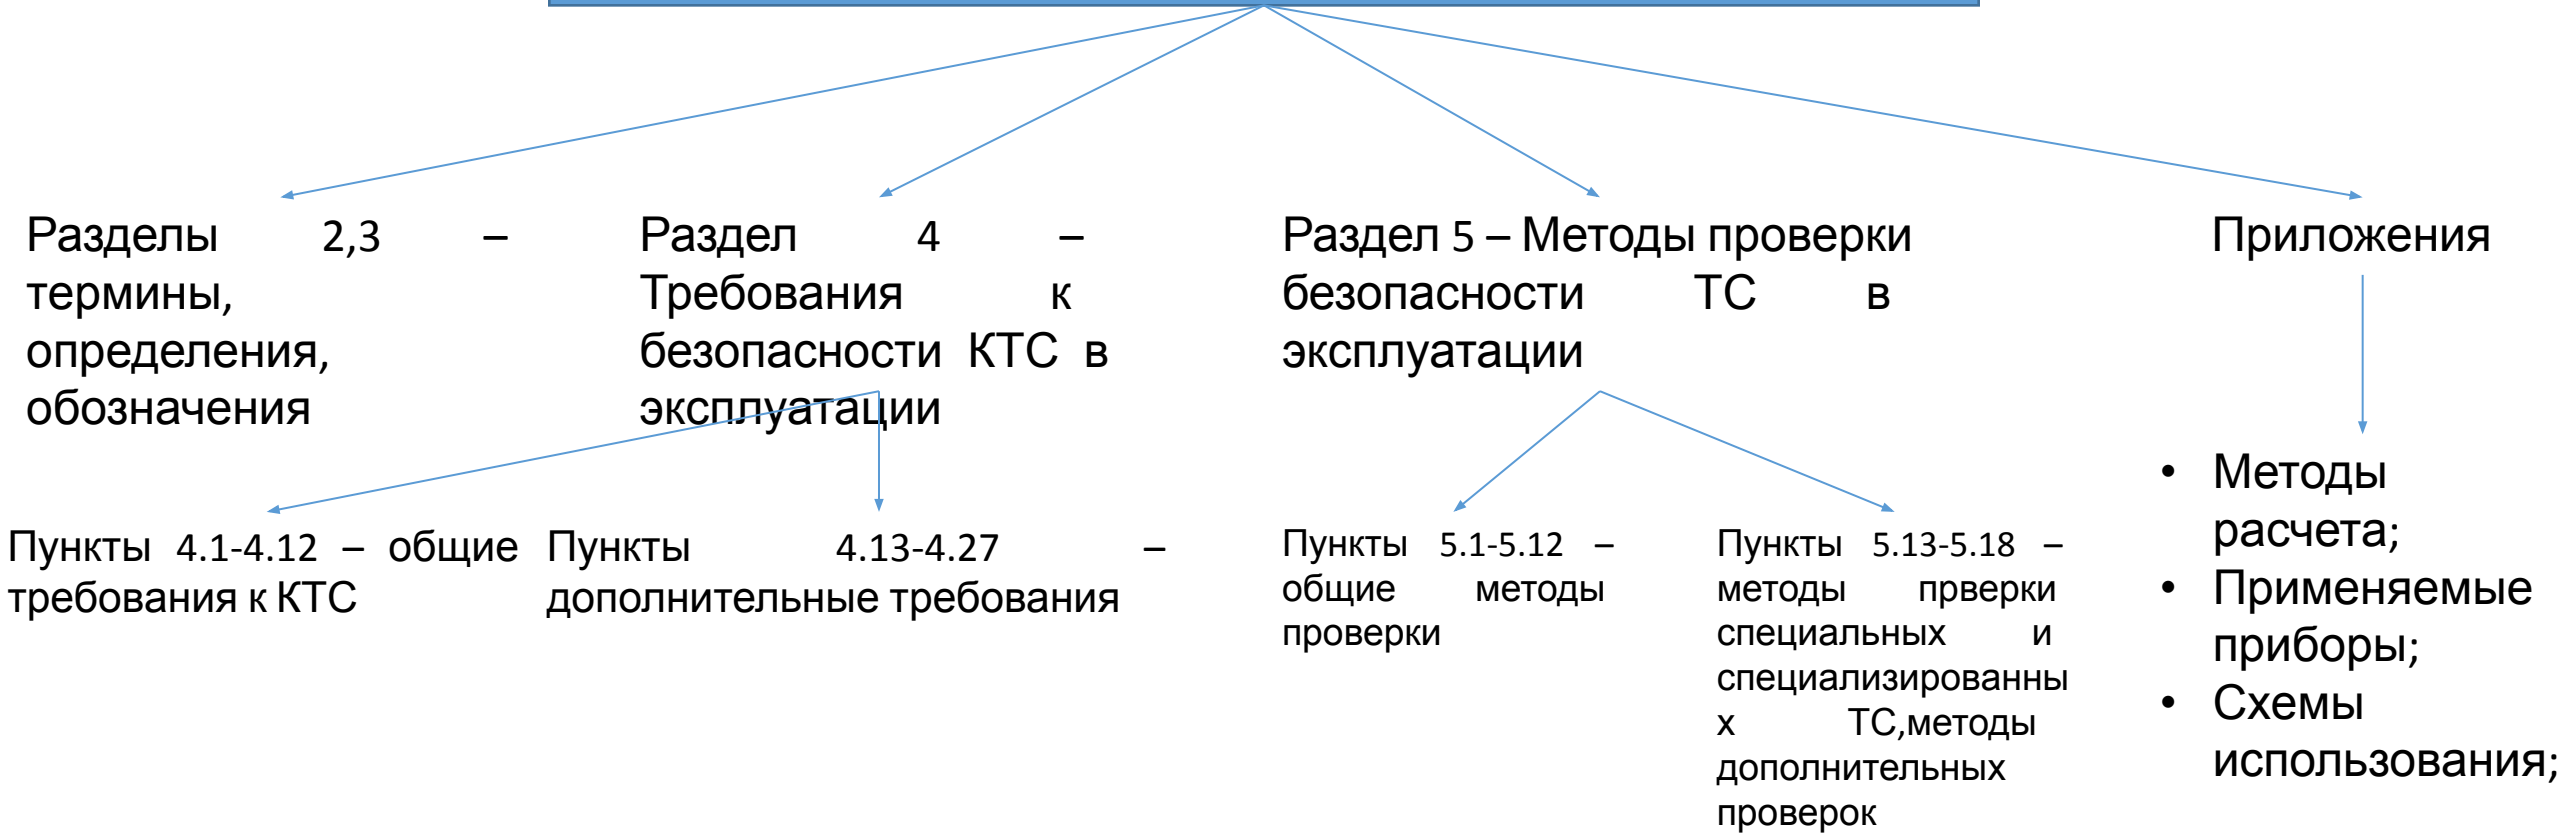 Разделы 2,3 –
термины,
определения,
обозначения
Раздел 4 –
Требования к
безопасности КТС в
эксплуатации
Раздел 5 – Методы проверки
безопасности ТС в
эксплуатации
Приложения
Пункты 4.1-4.12 – общие
требования к КТС
Пункты 4.13-4.27 –
дополнительные требования
Пункты 5.1-5.12 –
общие методы
проверки
Пункты 5.13-5.18 –
методы прверки
специальных и
специализированны
х ТС,методы
дополнительных
проверок
• Методы
расчета;
• Применяемые
приборы;
• Схемы
использования;